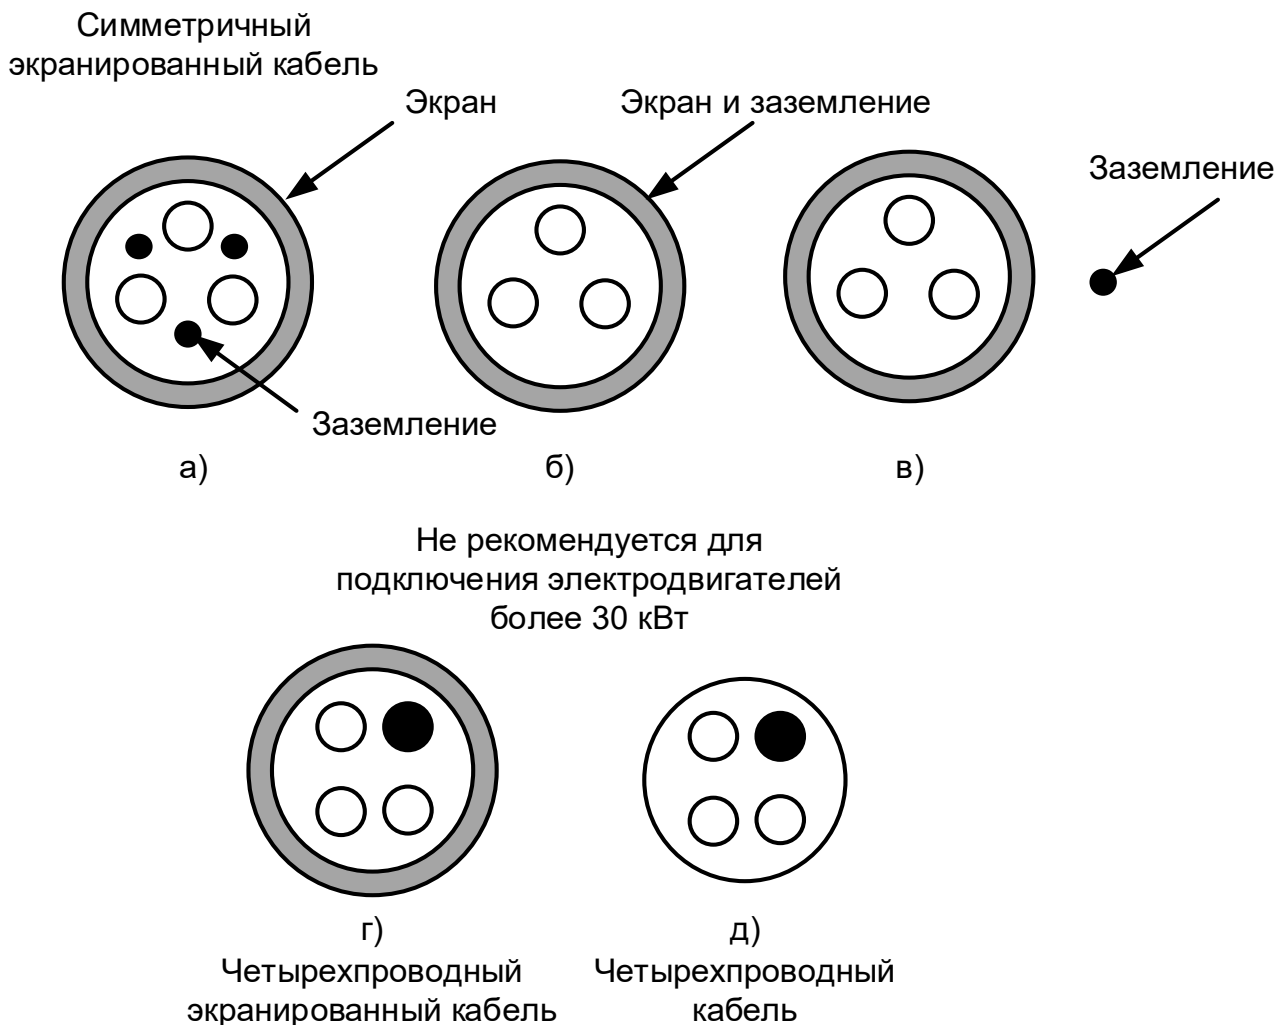 Симметричный
экранированный кабель
Экран
Экран и заземление
Заземление
Заземление
а)
б)
в)
Не рекомендуется для
подключения электродвигателей
более 30 кВт
г)
д)
Четырехпроводный
экранированный кабель
Четырехпроводный
кабель